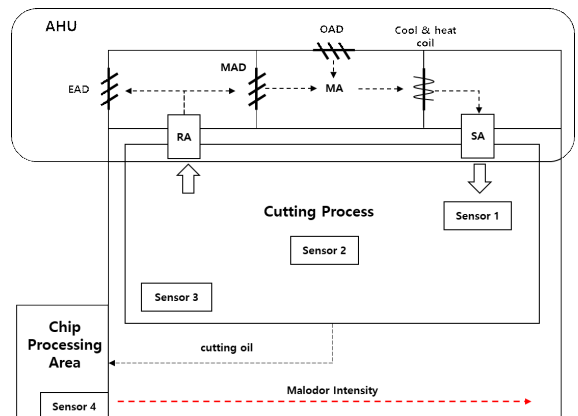 AHU
OAD
Cool & heat
coil
MAD
EAD
MA
RA
SA
Cutting Process
Sensor 1
Sensor 2
Sensor 3
Chip
Processing
Area
cutting oil
Malodor Intensity
Sensor 4